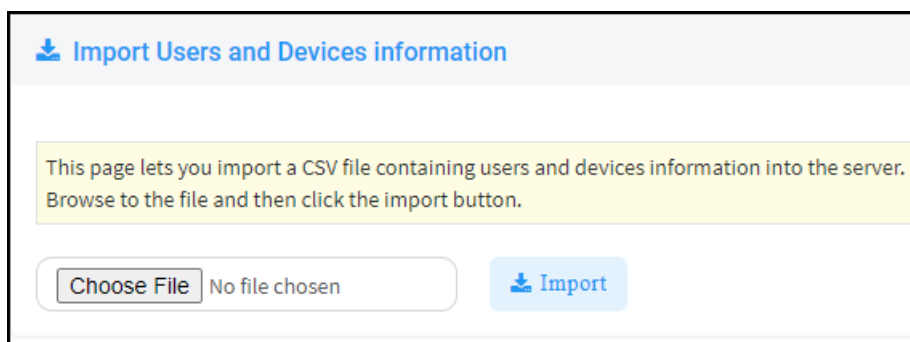 Import Users and Devices information
This page lets you import a CSV file containing users and devices information into the server.
Browse to the file and then click the import button.
Choose File No file chosen
Import